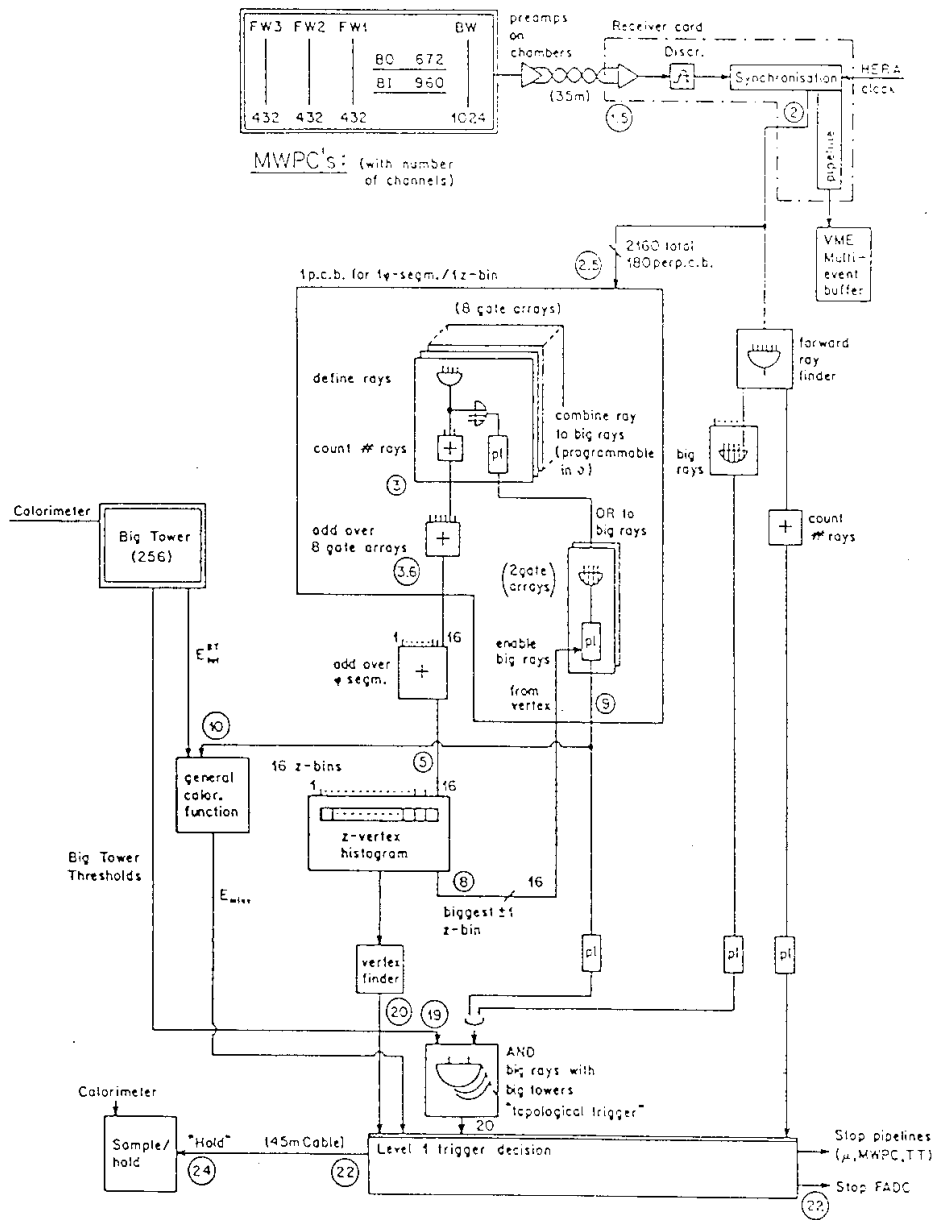 FW3 FW2 FW1 BW
BO 672
BI 960
432 432 432 1024
MWPC's: (with number
of channels)
preamps
on
chambers
(35m)
Receiver card
Discr.
Synchronisation
HERA
clock
1.5
2
pipeline
VME
Multi-
event
buffer
2160 total
180 per p.c.b.
2.5
1p.c.b. for 1φ-segm./1z-bin
(8 gate arrays)
define rays
count # rays
pl
combine ray
to big rays
(programmable
in φ)
3
add over
8 gate arrays
3.6
OR to
big rays
(2gate
arrays)
enable
big rays
pl
from
vertex
9
forward
ray
finder
big
rays
count
# rays
Calorimeter
Big Tower
(256)
1 16
add over
φ segm.
10
general
calor.
function
5
16 z-bins
1 16
z-vertex
histogram
8
16
biggest ±1
z-bin
Big Tower
Thresholds
E miss
vertex
finder
20
19
pl
pl
pl
AND
big rays with
big towers
"topological trigger"
20
Calorimeter
Sample/
hold
"Hold"
24
(45m Cable)
22
Level 1 trigger decision
Stop pipelines
(μ,MWPC,TT)
Stop FADC
22